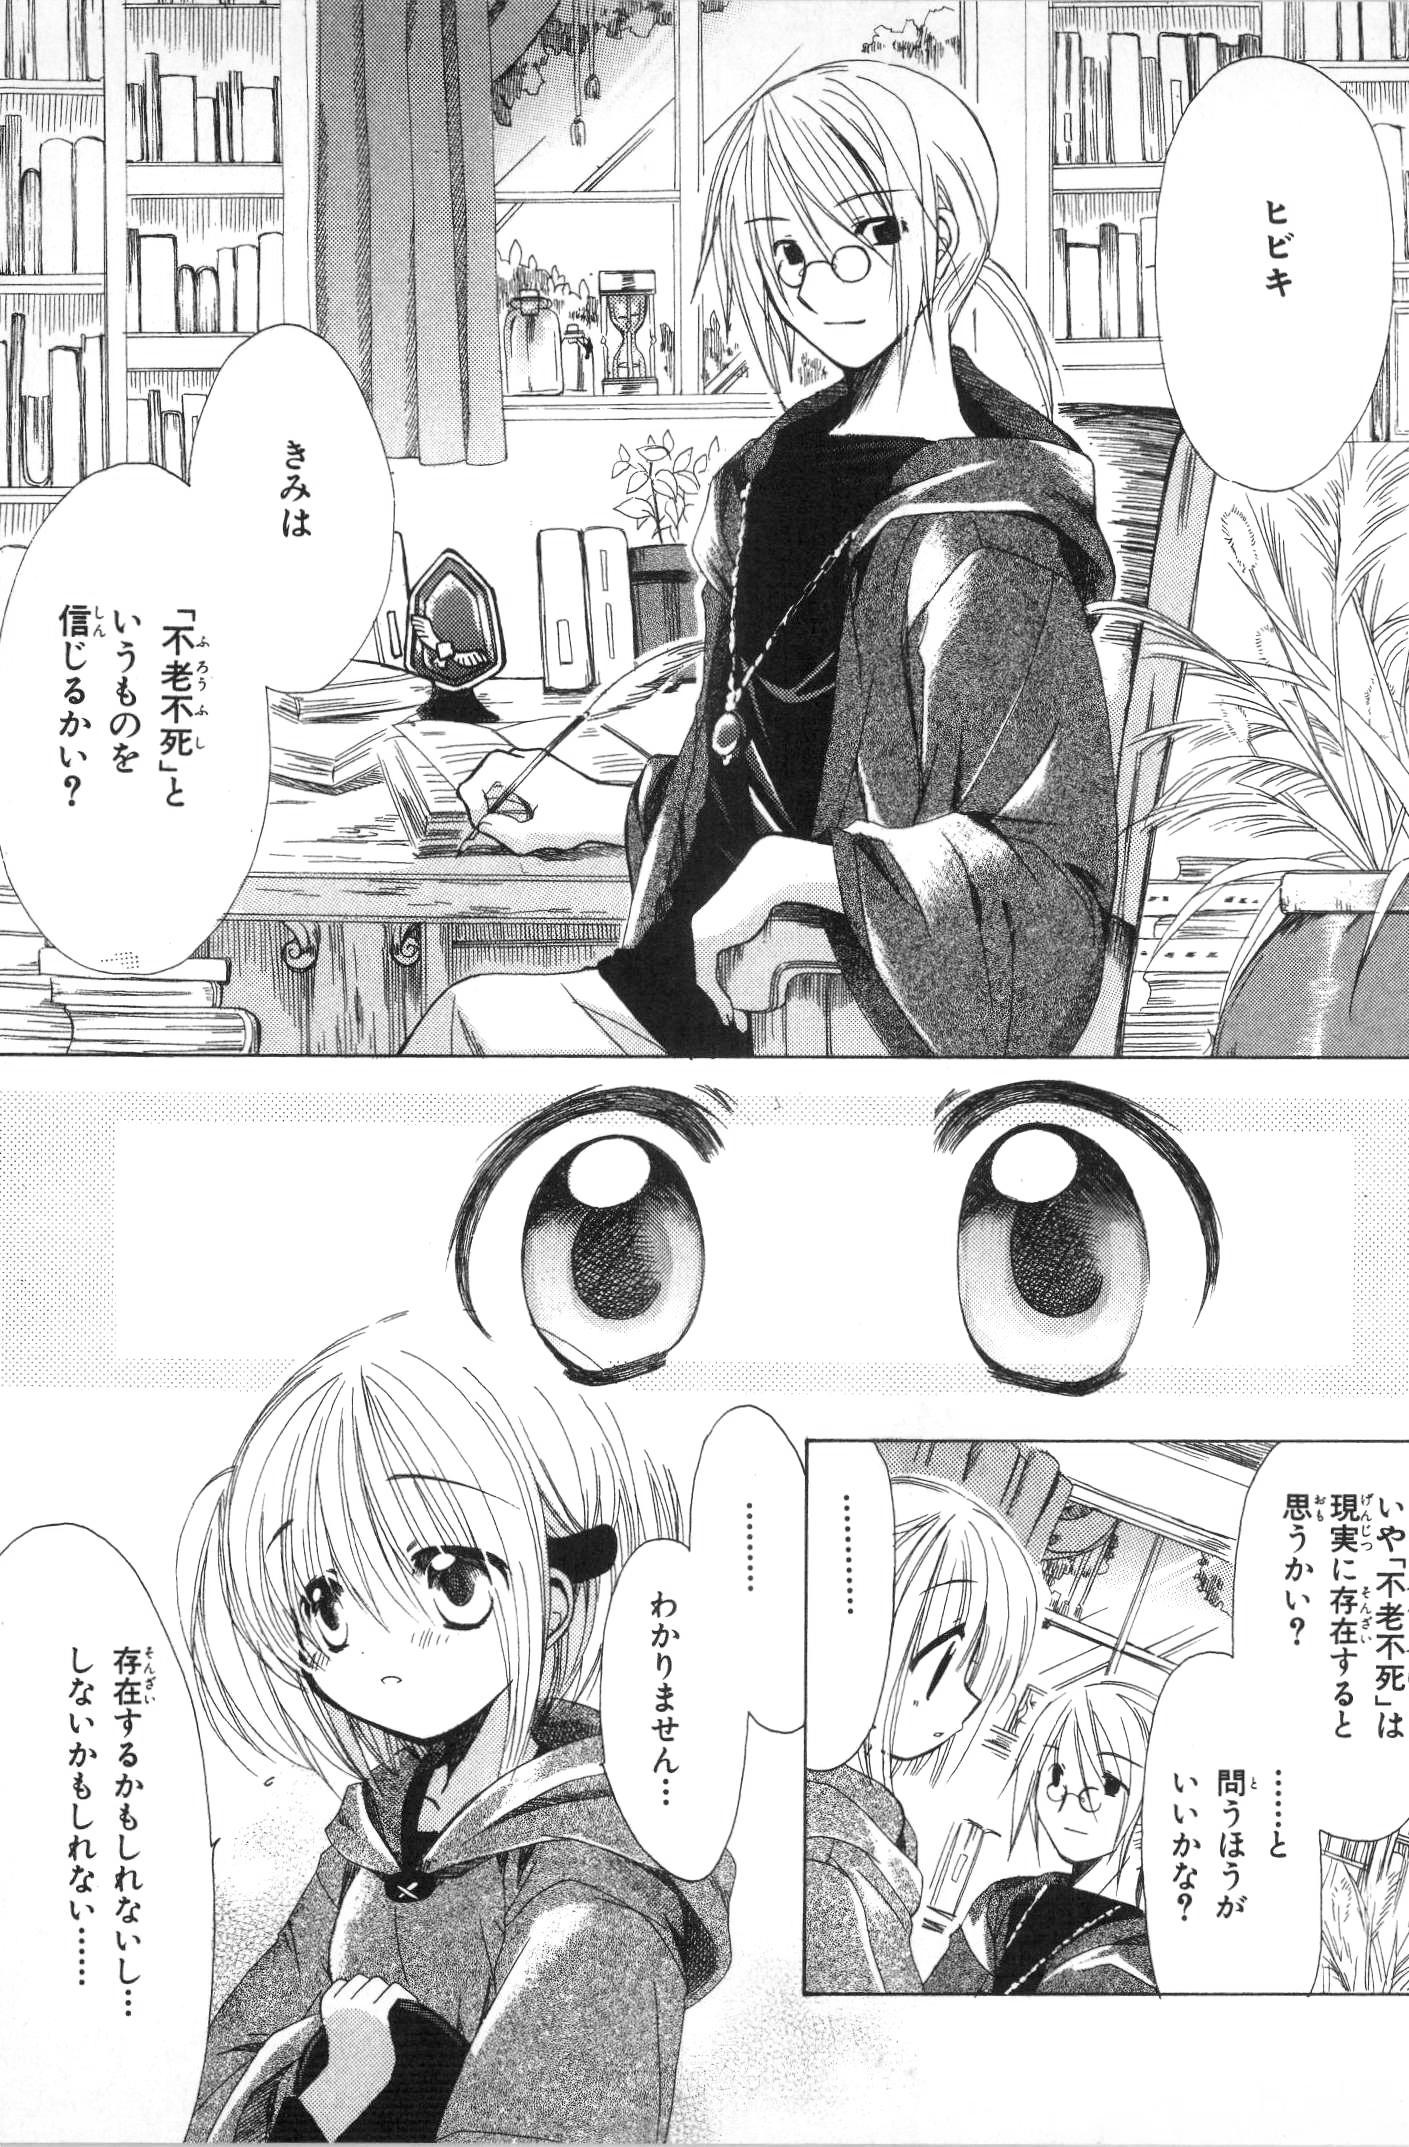 ヒビキ
きみは
「不老不死」と
いうものを
信じるかい?
いや「不老不死」は
現実に存在すると
思うかい?
……と
問うほうが
いいかな?
…………
…………
わかりません…
存在するかもしれないいし…
しないかもしれない……